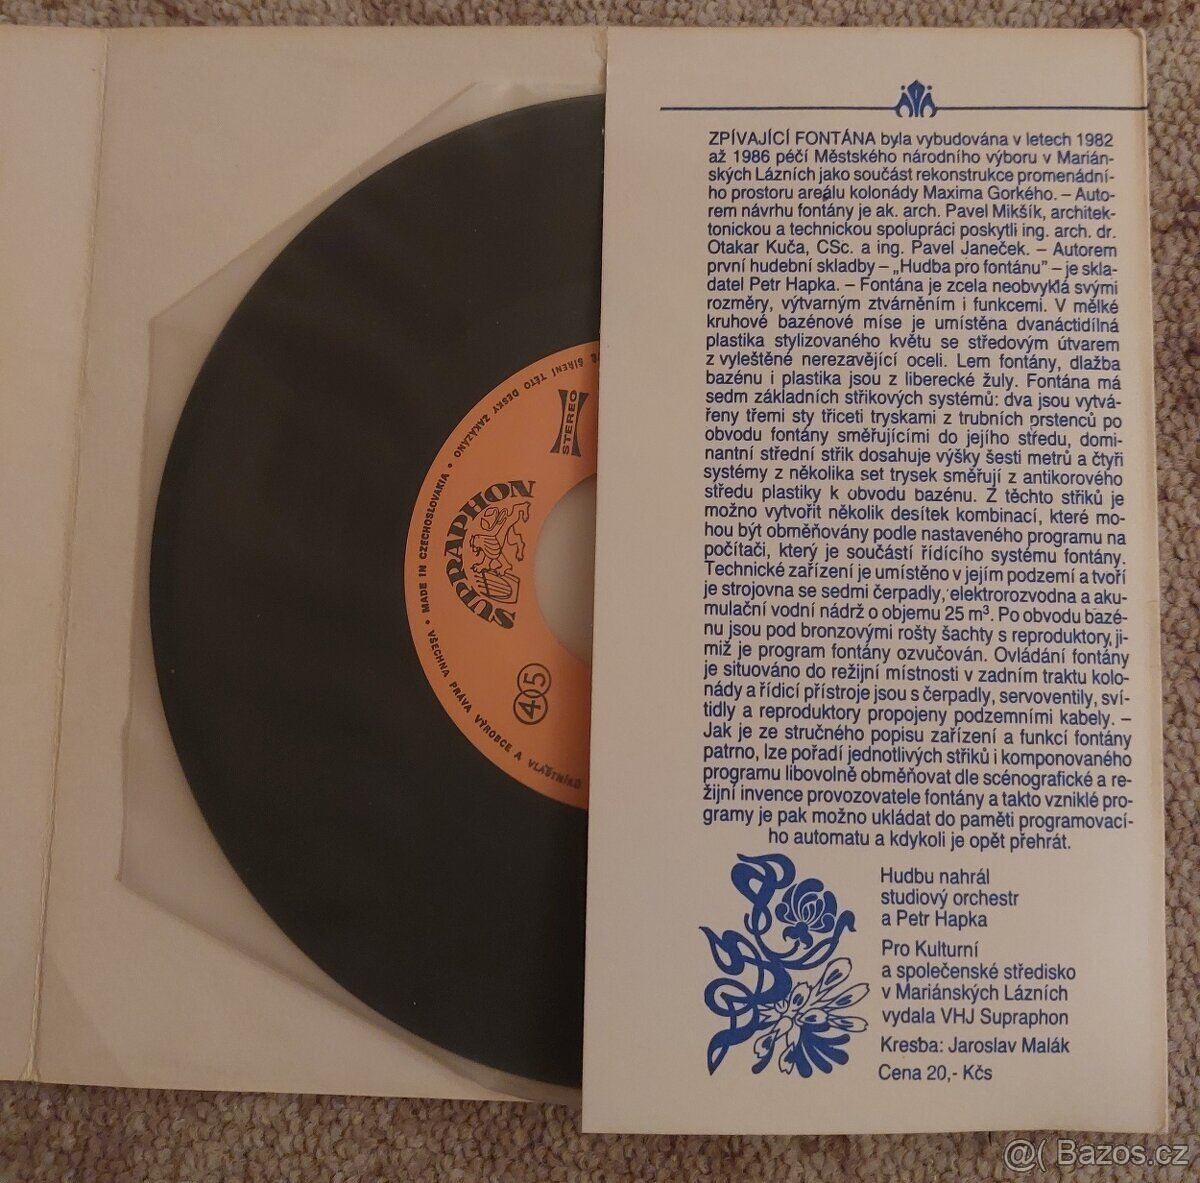 ZPÍVAJÍCÍ FONTÁNA byla vybudována v letech 1982
až 1986 péčí Městského národního výboru v Marián-
ských Lázních jako součást rekonstrukce promenádní-
ho prostoru areálu kolonády Maxima Gorkého. – Auto-
rem návrhu fontány je ak. arch. Pavel Mikšík, architek-
tonickou a technickou spolupráci poskytli ing. arch. dr.
Otakar Kuča, CSc. a ing. Pavel Janeček. – Autorem
první hudební skladby – „Hudba pro fontánu” – je skla-
datel Petr Hapka. – Fontána je zcela neobvyklá svými
rozměry, výtvarným ztvárněním i funkcemi. V mělké
kruhové bazénové míse je umístěna dvanáctidílná
plastika stylizovaného květu se středovým útvarem
z vyleštěné nerezavějící oceli. Lem fontány, dlažba
bazénu i plastika jsou z liberecké žuly. Fontána má
sedm základních střikových systémů: dva jsou vytvá-
řeny třemi sty třiceti tryskami z trubních prstenců po
obvodu fontány směřujícími do jejího středu, domi-
nantní střední střik dosahuje výšky šesti metrů a čtyři
systémy z několika set trysek směřují z antikorového
středu plastiky k obvodu bazénu. Z těchto střiků je
možno vytvořit několik desítek kombinací, které mo-
hou být obměňovány podle nastaveného programu na
počítači, který je součástí řídícího systému fontány.
Technické zařízení je umístěno v jejím podzemí a tvoří
je strojovna se sedmi čerpadly, elektrorozvodna a aku-
mulační vodní nádrž o objemu 25 m³. Po obvodu bazé-
nu jsou pod bronzovými rošty šachty s reproduktory, ji-
miž je program fontány ozvučován. Ovládání fontány
je situováno do režijní místnosti v zadním traktu kolo-
nády a řídicí přístroje jsou s čerpadly, servoventily, sví-
tidly a reproduktory propojeny podzemními kabely. –
Jak je ze stručného popisu zařízení a funkcí fontány
patrno, lze pořadí jednotlivých střiků i komponovaného
programu libovolně obměňovat dle scénografické a re-
žijní invence provozovatele fontány a takto vzniklé pro-
gramy je pak možno ukládat do paměti programovací-
ho automatu a kdykoli je opět přehrát.
Hudbu nahrál
studiový orchestr
a Petr Hapka
Pro Kulturní
a společenské středisko
v Mariánských Lázních
vydala VHJ Supraphon
Kresba: Jaroslav Malák
Cena 20,- Kčs
SUPRAPHON
STEREO
45
• MADE IN CZECHOSLOVAKIA • VŠECHNA PRÁVA VÝROBCE A VLASTNÍKŮ
ŠÍŘENÍ TÉTO DESKY ZAKÁZÁNO
@( Bazos.cz